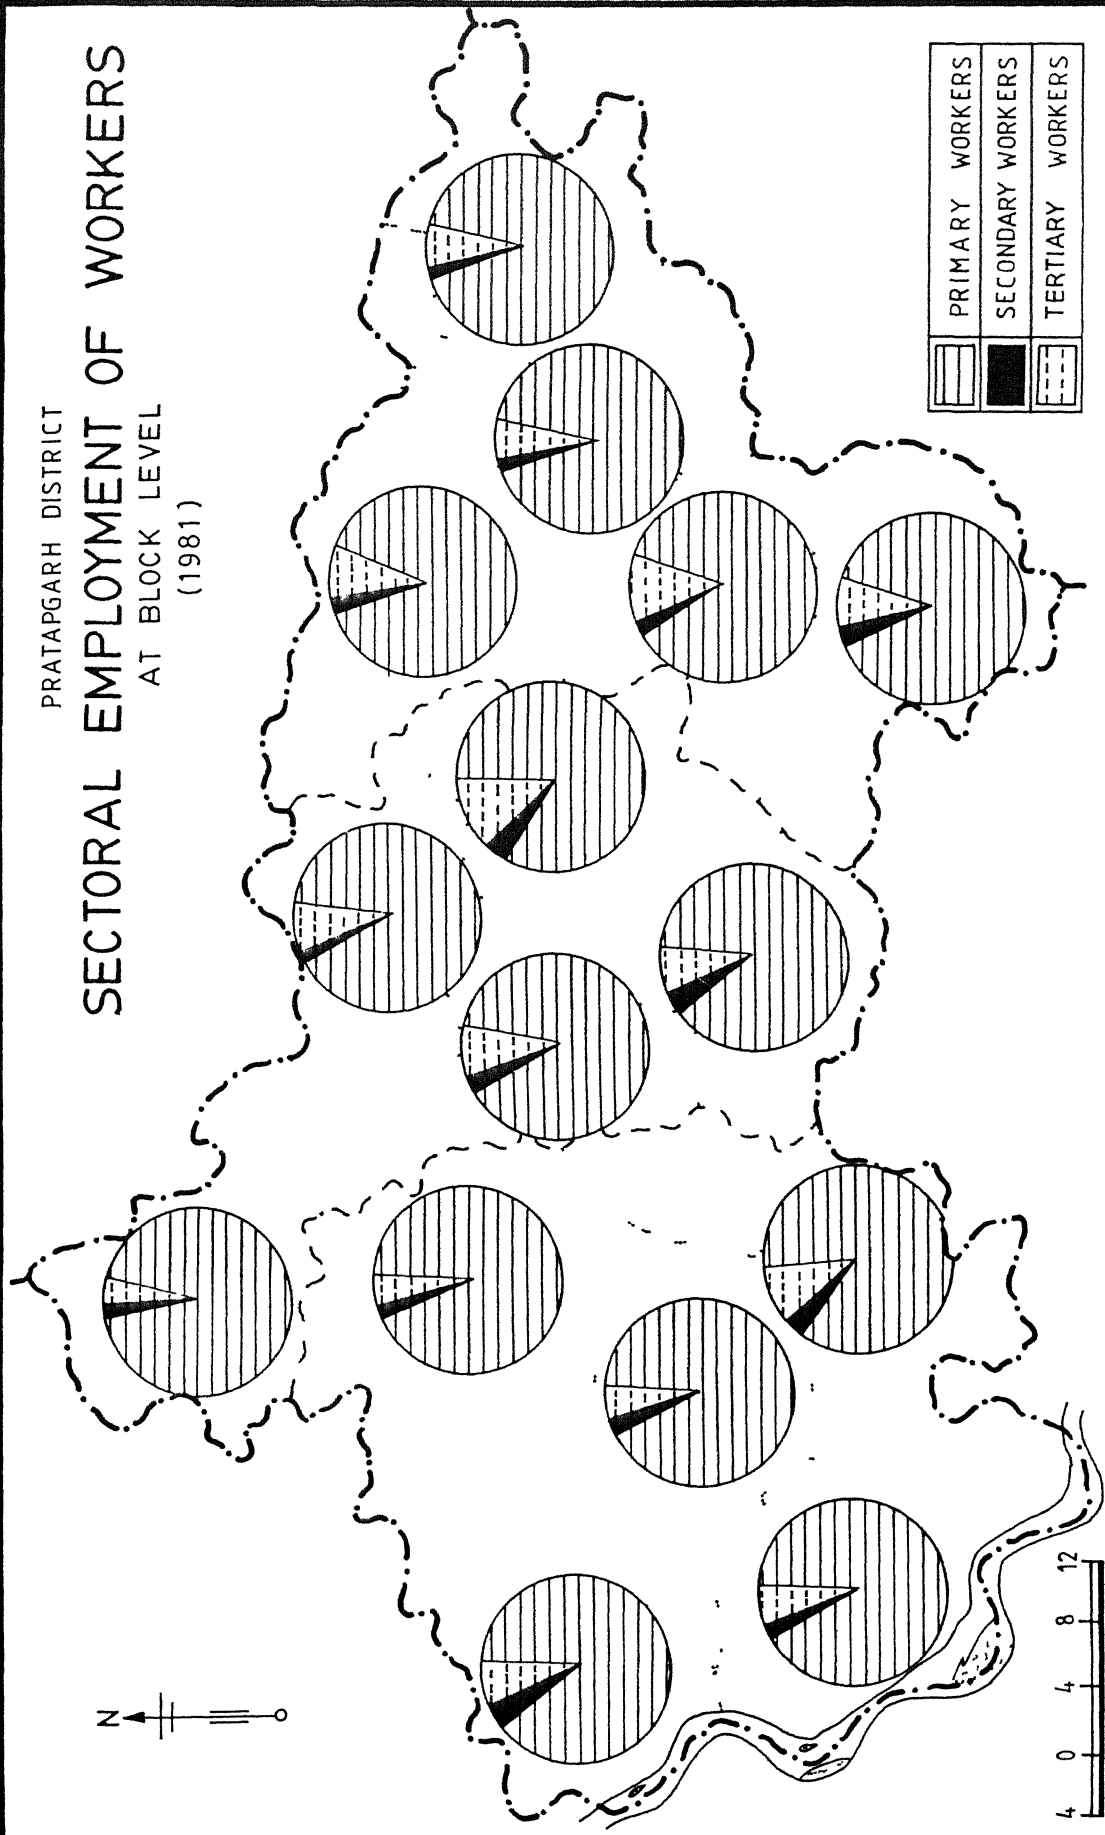 PRATAPGARH DISTRICT
SECTORAL EMPLOYMENT OF WORKERS
AT BLOCK LEVEL
(1981)
PRIMARY WORKERS
SECONDARY WORKERS
TERTIARY WORKERS
N
4 0 4 8 12